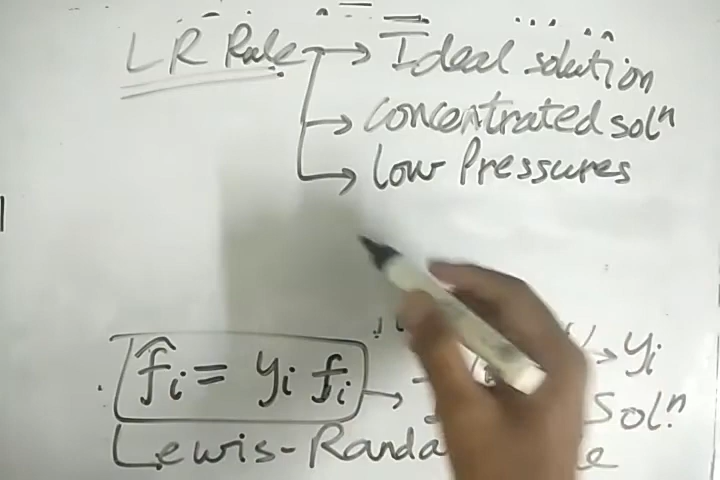 LR Rule → Ideal solution
→ concentrated solⁿ
→ low Pressures
→ yi
f̂i = yi fi → Solⁿ.
Lewis-Randa e